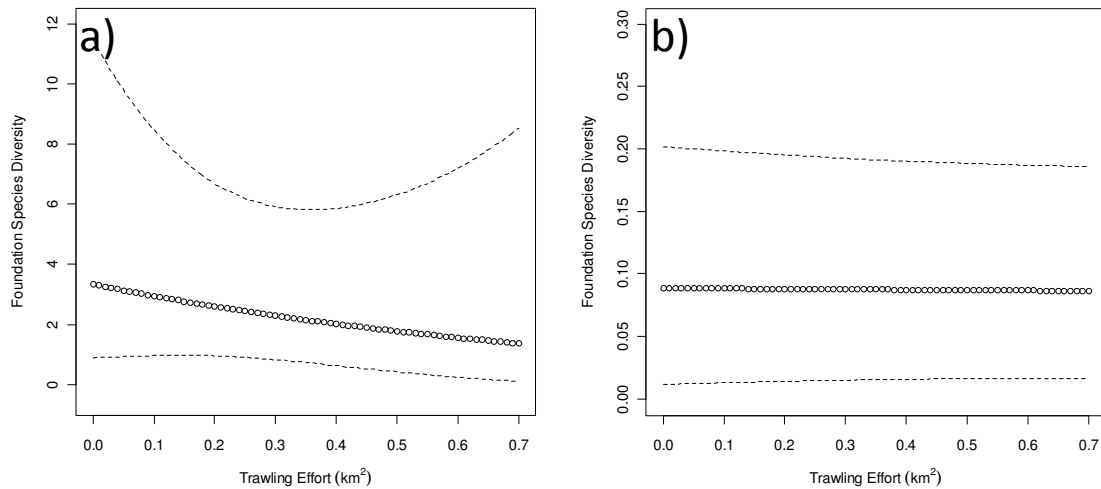 a)
12
10
8
6
4
2
0
Foundation Species Diversity
0.0 0.1 0.2 0.3 0.4 0.5 0.6 0.7
Trawling Effort (km²)
b)
0.30
0.25
0.20
0.15
0.10
0.05
0.00
Foundation Species Diversity
0.0 0.1 0.2 0.3 0.4 0.5 0.6 0.7
Trawling Effort (km²)